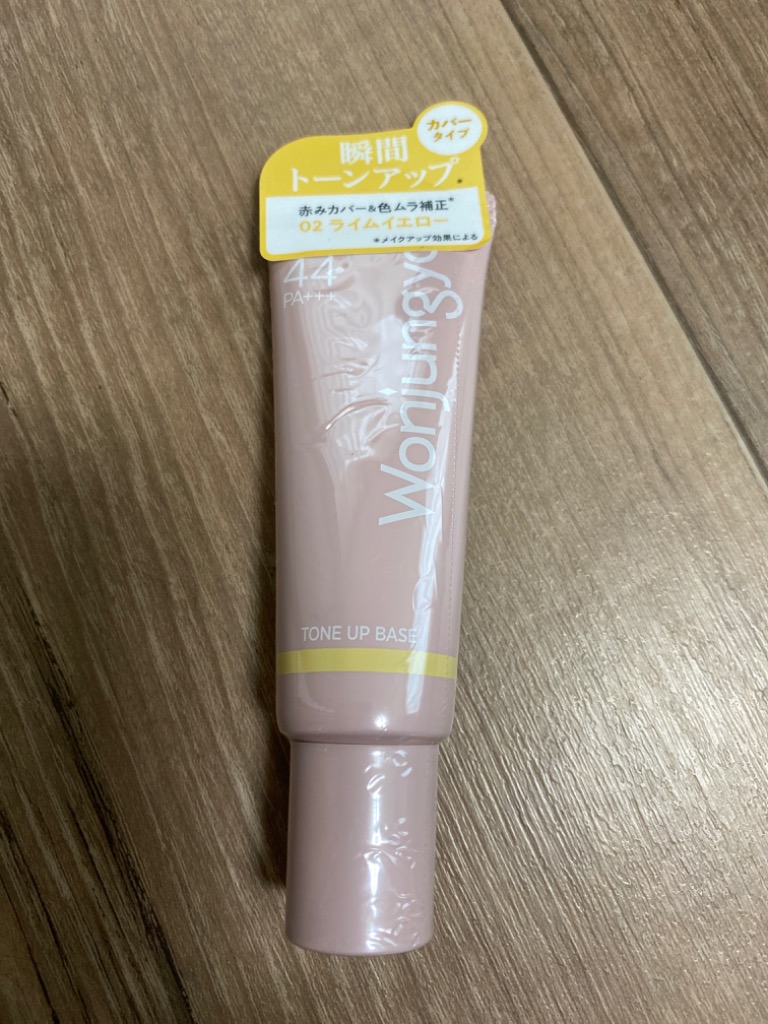 カバー
タイプ
瞬間
トーンアップ*
赤みカバー&色ムラ補正*
02 ライムイエロー
*メイクアップ効果による
44
PA+++
TONE UP BASE